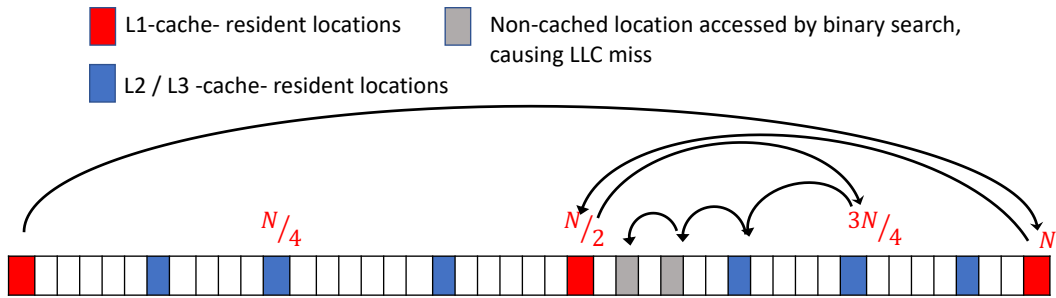 L1-cache- resident locations
Non-cached location accessed by binary search,
causing LLC miss
L2 / L3 -cache- resident locations
N/4
N/2
3N/4
N